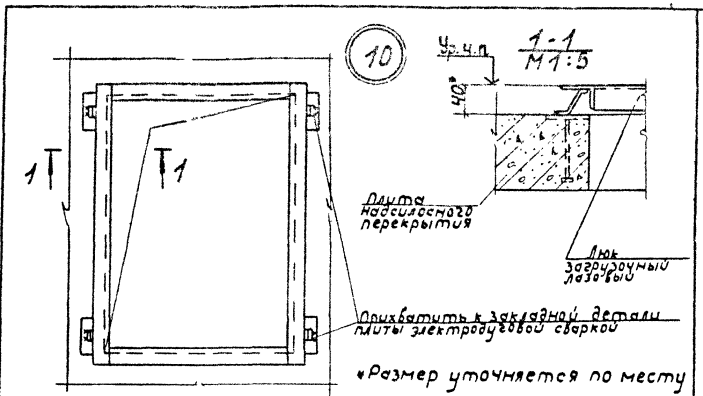 10
Ур.ч.п
1-1
М 1:5
40*
1
1
Плита
надсилосного
перекрытия
Люк
загрузочный
лазовый
Прихватить к закладной детали
плиты электродуговой сваркой
*Размер уточняется по месту